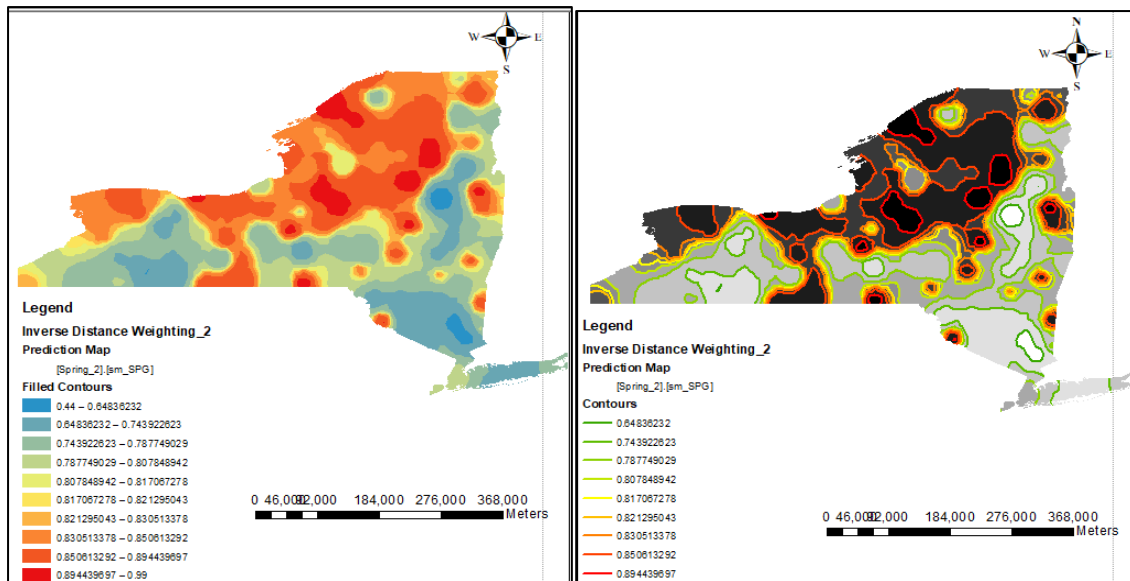 W E
S
Legend
Inverse Distance Weighting_2
Prediction Map
[Spring_2].[sm_SPG]
Filled Contours
0.44 – 0.64836232
0.64836232 – 0.743922623
0.743922623 – 0.787749029
0.787749029 – 0.807848942
0.807848942 – 0.817067278
0.817067278 – 0.821295043
0.821295043 – 0.830513378
0.830513378 – 0.850613292
0.850613292 – 0.894439697
0.894439697 – 0.99
0 46,000 92,000 184,000 276,000 368,000
Meters
N
W E
S
Legend
Inverse Distance Weighting_2
Prediction Map
[Spring_2].[sm_SPG]
Contours
0.64836232
0.743922623
0.787749029
0.807848942
0.817067278
0.821295043
0.830513378
0.850613292
0.894439697
0 46,000 92,000 184,000 276,000 368,000
Meters